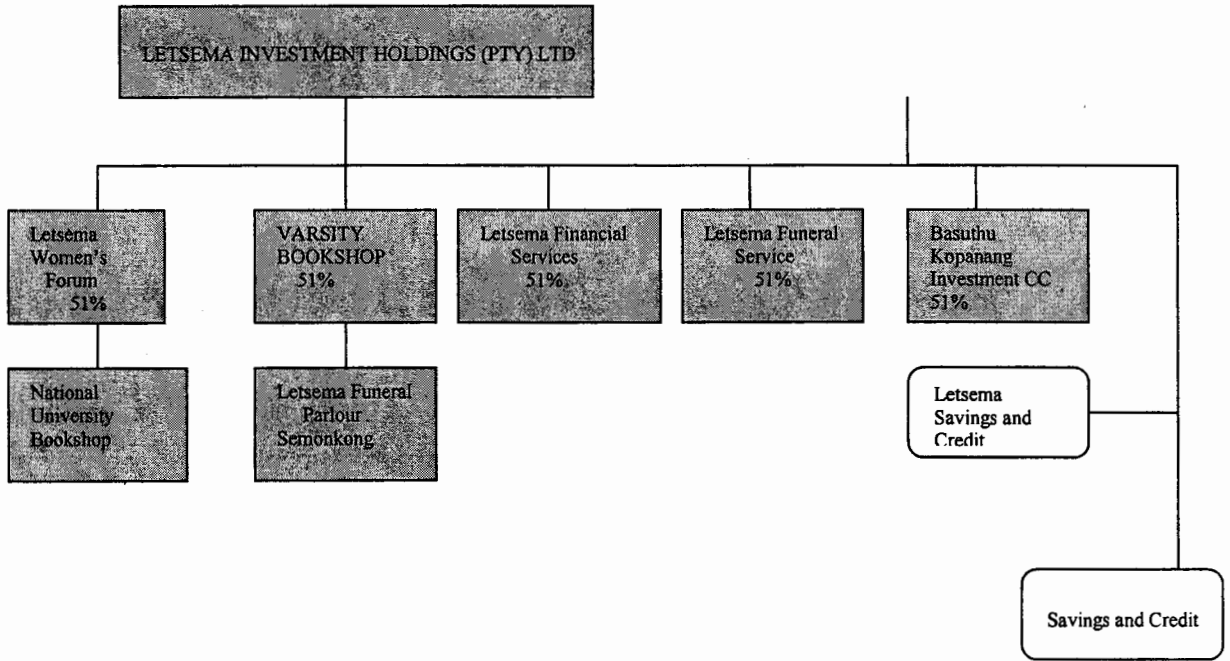 LETSEMA INVESTMENT HOLDINGS (PTY) LTD
Letsema
Women's
Forum
51%
VARSITY
BOOKSHOP
51%
Letsema Financial
Services
51%
Letsema Funeral
Service
51%
Basuthu
Kopanang
Investment CC
51%
National
University
Bookshop
Letsema Funeral
Parlour
Semonkong
Letsema
Savings and
Credit
Savings and Credit